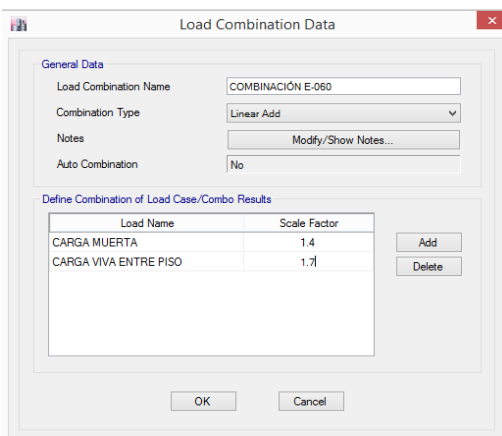 Load Combination Data
General Data
Load Combination Name COMBINACIÓN E-060
Combination Type Linear Add
Notes Modify/Show Notes...
Auto Combination No
Define Combination of Load Case/Combo Results
Load Name Scale Factor
CARGA MUERTA 1.4 Add
CARGA VIVA ENTRE PISO 1.7 Delete
OK Cancel